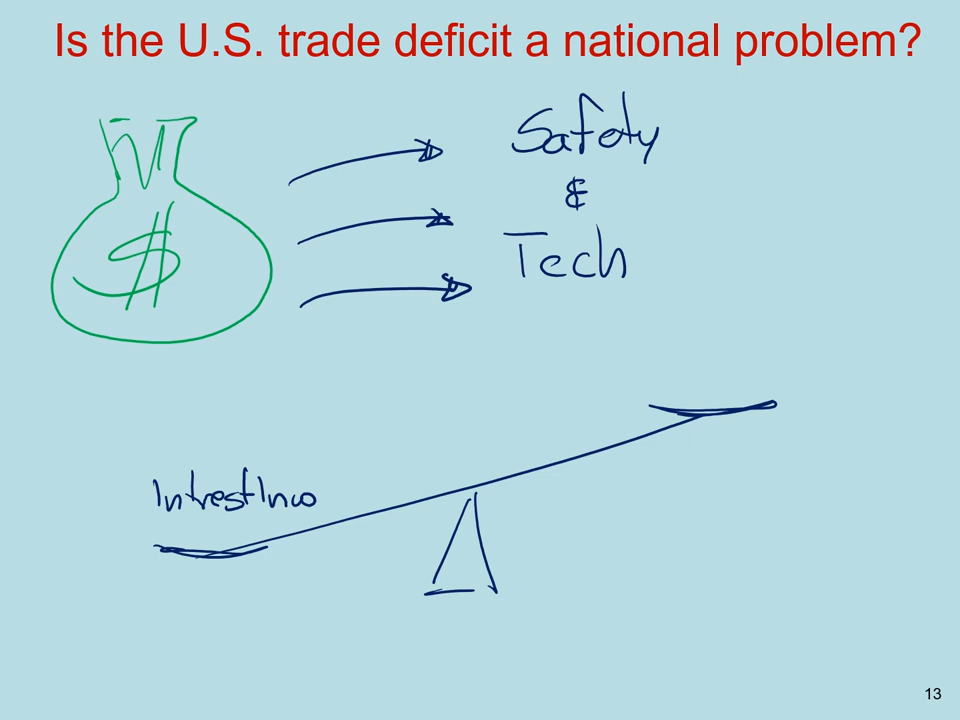 Is the U.S. trade deficit a national problem?
$
Safety
&
Tech
IntrestInco
13